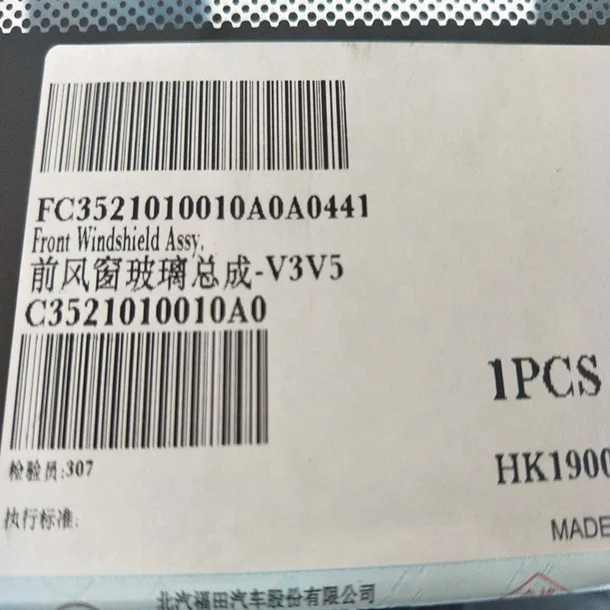 FC3521010010A0A0441
Front Windshield Assy.
前风窗玻璃总成-V3V5
C3521010010A0
1PCS
检验员:307
HK1900
执行标准:
MADE
北汽福田汽车股份有限公司